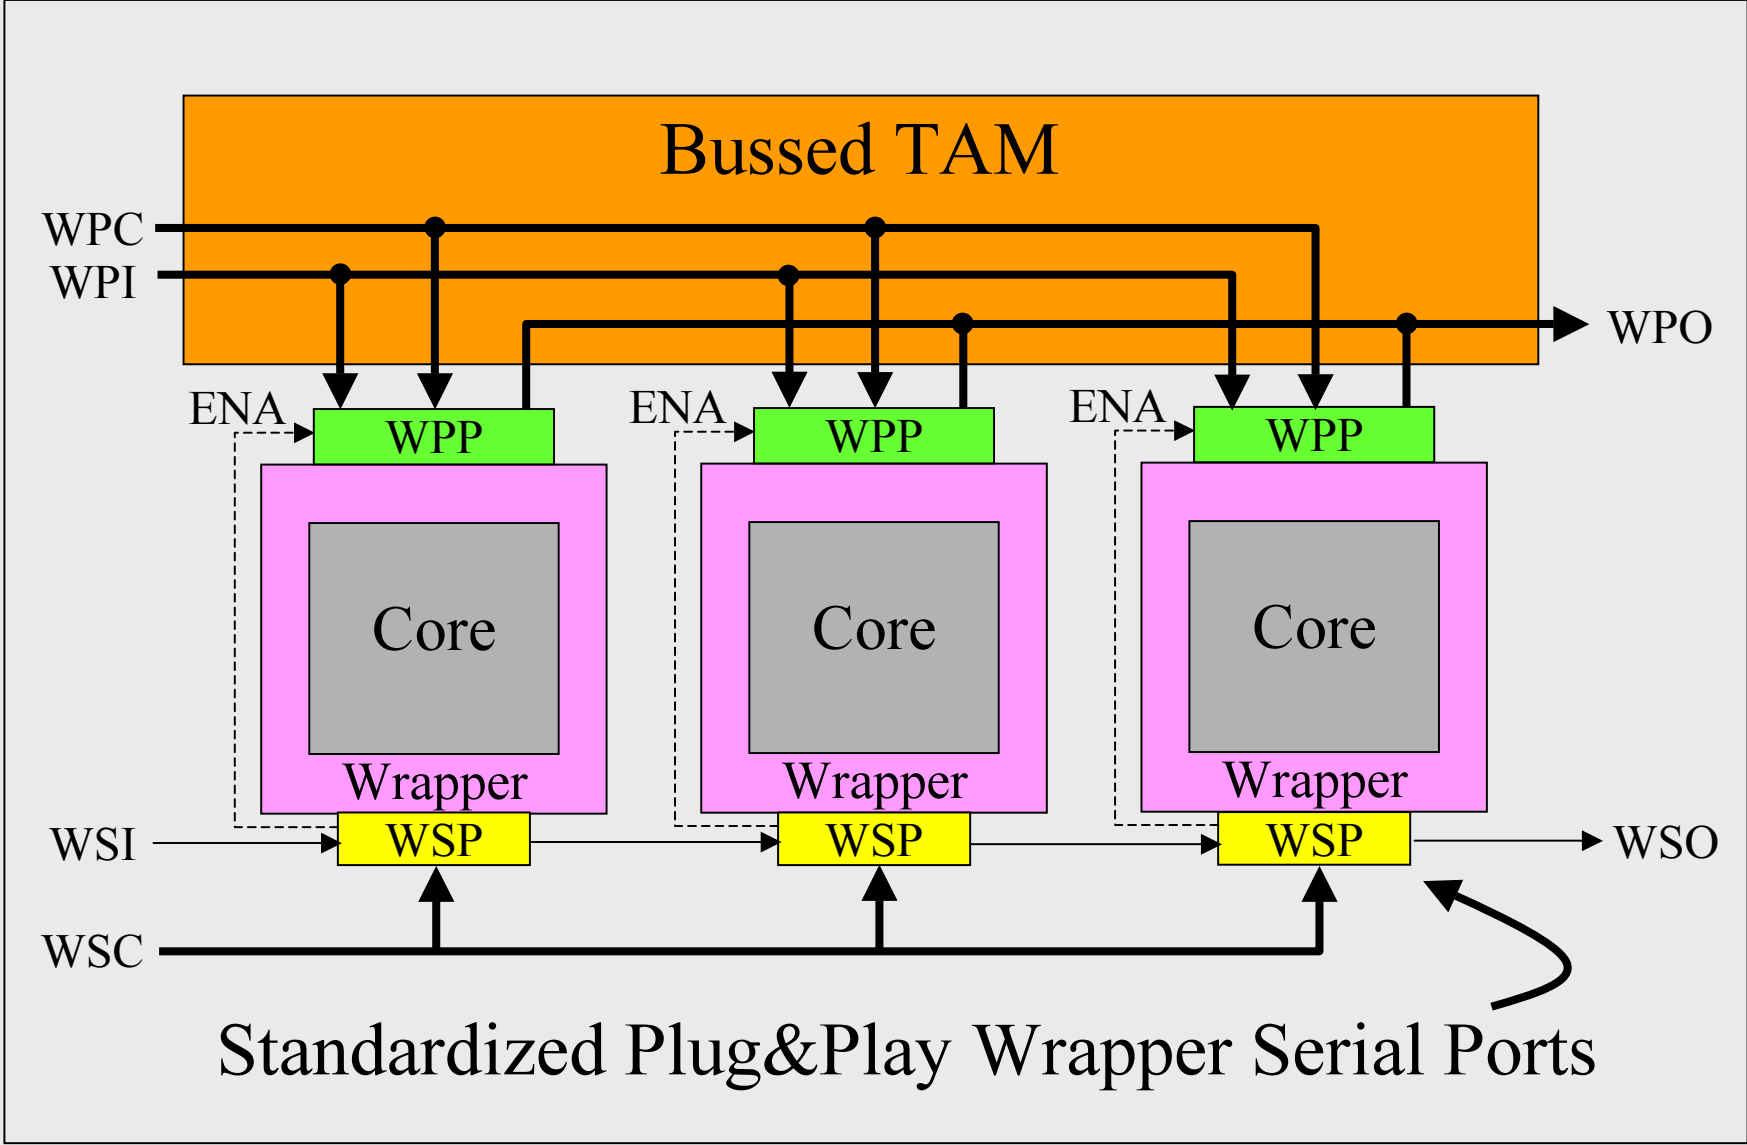 Bussed TAM
WPC
WPI
WPO
ENA
ENA
ENA
WPP
WPP
WPP
Core
Core
Core
Wrapper
Wrapper
Wrapper
WSI
WSP
WSP
WSP
WSO
WSC
Standardized Plug&Play Wrapper Serial Ports